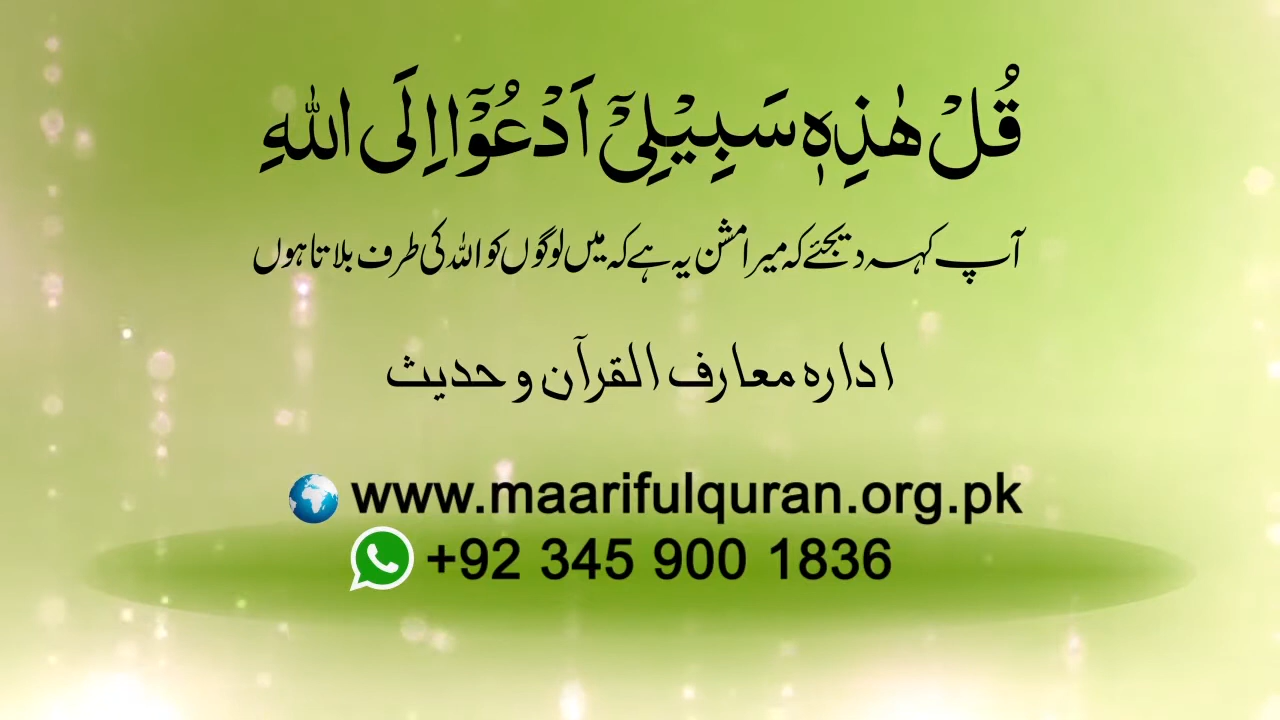 قُلْ هٰذِهٖ سَبِیْلِیْۤ اَدْعُوْۤا اِلَی اللّٰهِ
آپ کہہ دیجئے کہ میرا مشن یہ ہے کہ میں لوگوں کو اللہ کی طرف بلاتا ہوں
ادارہ معارف القرآن و حدیث
www.maarifulquran.org.pk
+92 345 900 1836